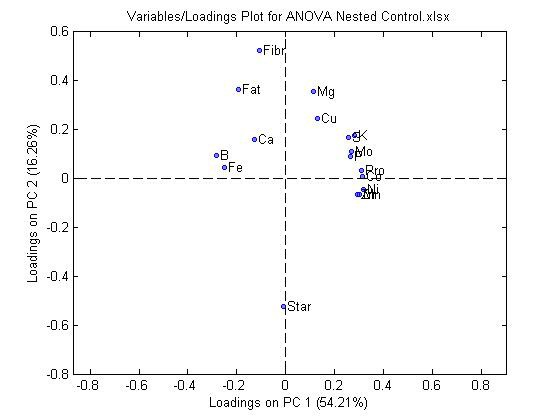 Variables/Loadings Plot for ANOVA Nested Control.xlsx
0.6
Fibr
0.4
Fat
Mg
Cu
0.2
K
Ca
Mo
B
P
Fe
Pro
0
Co
Ni
-0.2
-0.4
Star
-0.6
-0.8
-0.8 -0.6 -0.4 -0.2 0 0.2 0.4 0.6 0.8
Loadings on PC 1 (54.21%)
Loadings on PC 2 (16.26%)